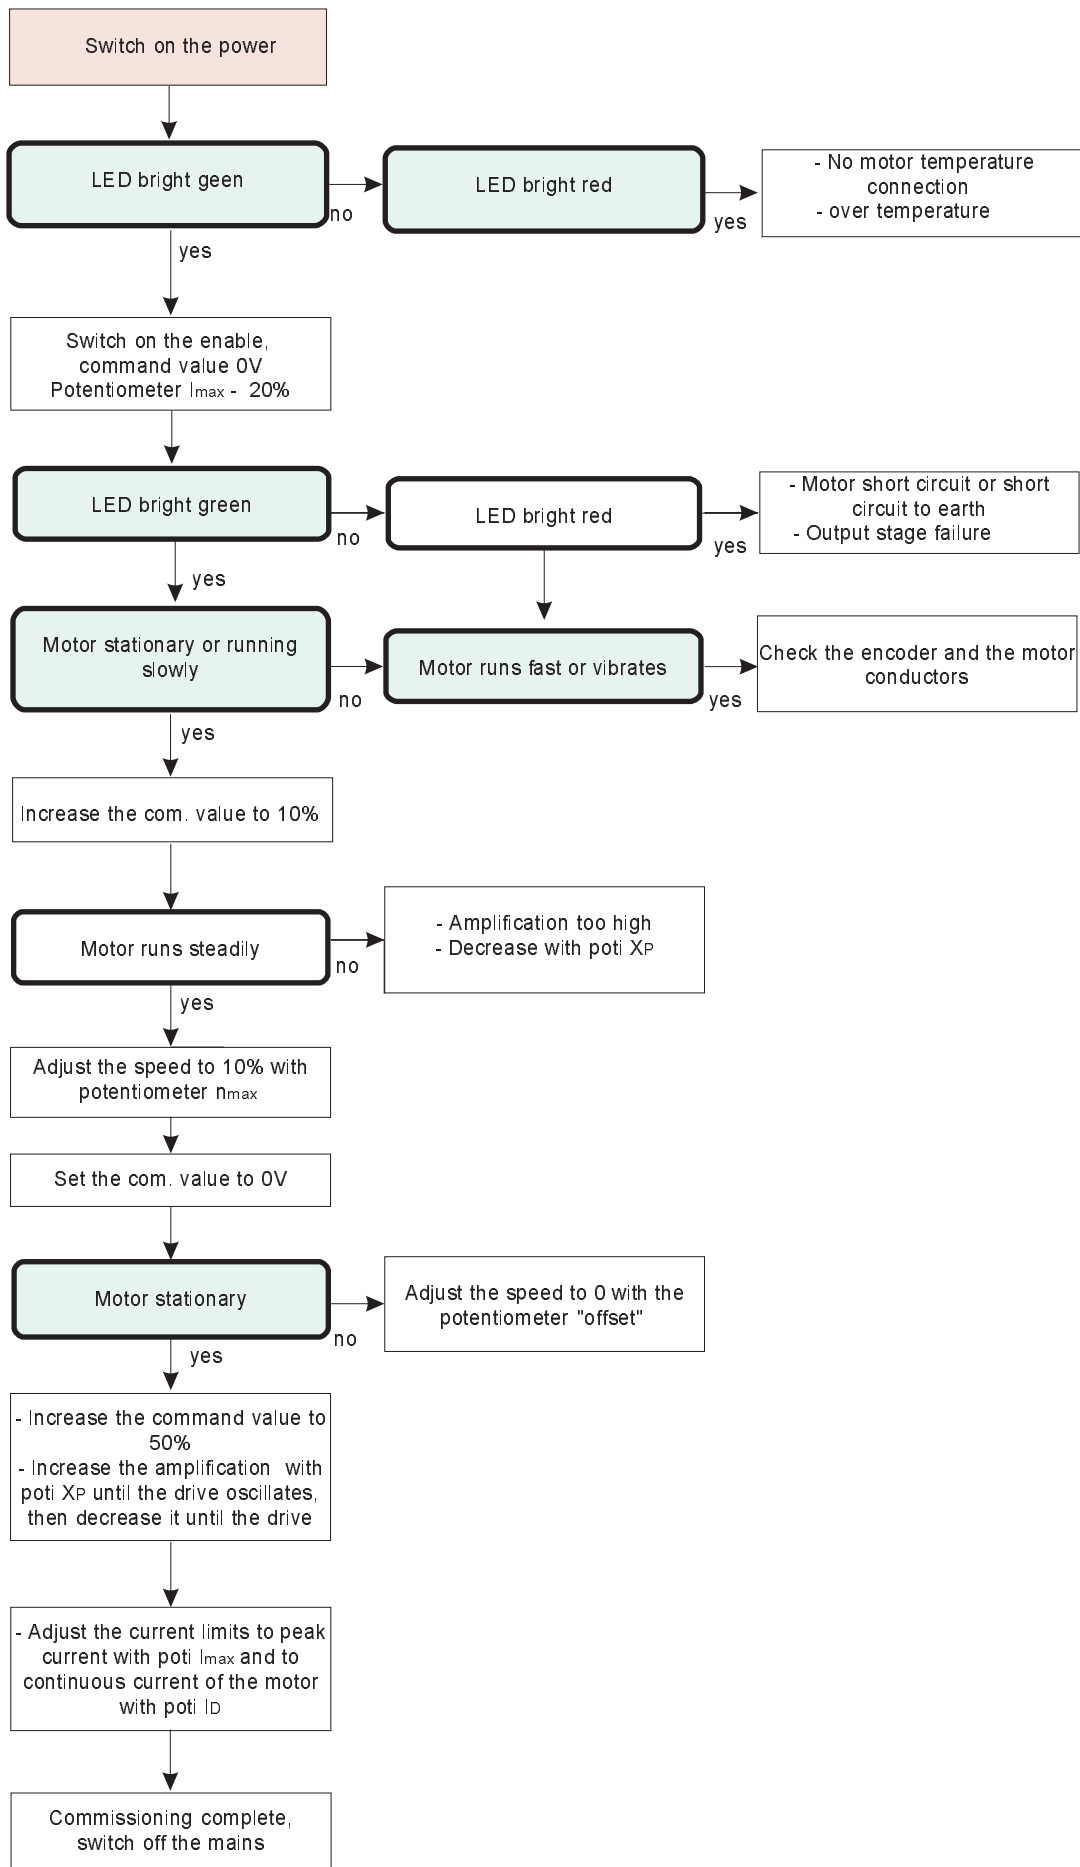 Switch on the power
LED bright geen
no
LED bright red
yes
- No motor temperature
connection
- over temperature
yes
Switch on the enable,
command value 0V
Potentiometer Imax - 20%
LED bright green
no
LED bright red
yes
- Motor short circuit or short
circuit to earth
- Output stage failure
yes
Motor stationary or running
slowly
no
Motor runs fast or vibrates
yes
Check the encoder and the motor
conductors
yes
Increase the com. value to 10%
Motor runs steadily
no
- Amplification too high
- Decrease with poti XP
yes
Adjust the speed to 10% with
potentiometer nmax
Set the com. value to 0V
Motor stationary
no
Adjust the speed to 0 with the
potentiometer "offset"
yes
- Increase the command value to
50%
- Increase the amplification with
poti XP until the drive oscillates,
then decrease it until the drive
- Adjust the current limits to peak
current with poti Imax and to
continuous current of the motor
with poti ID
Commissioning complete,
switch off the mains